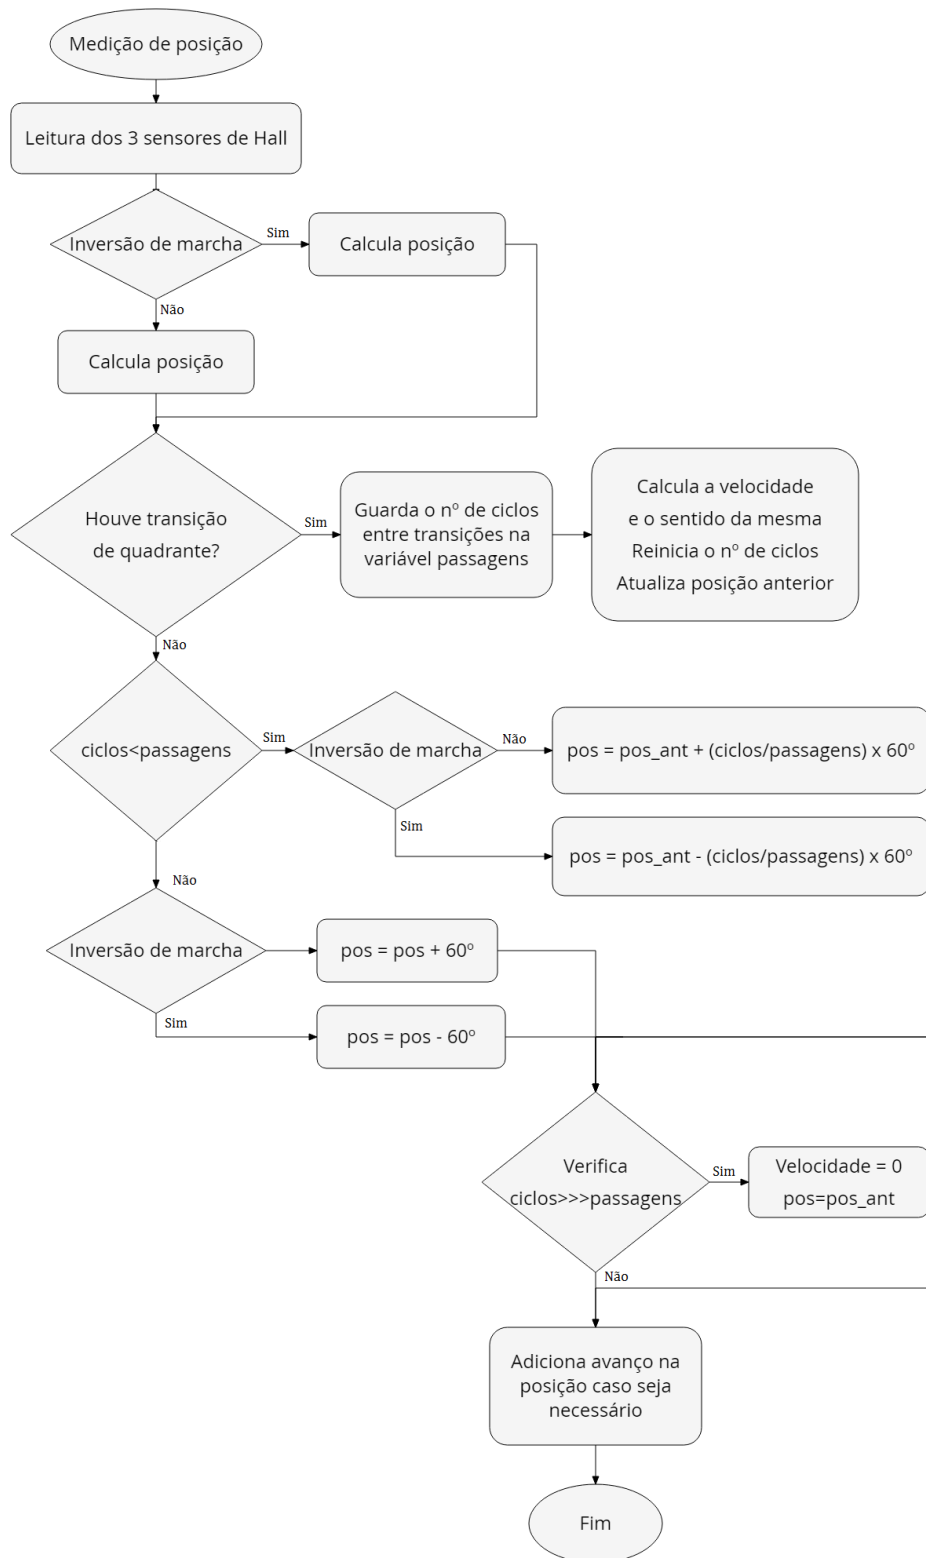 Medição de posição
Leitura dos 3 sensores de Hall
Inversão de marcha
Sim
Calcula posição
Não
Calcula posição
Houve transição
de quadrante?
Sim
Guarda o nº de ciclos
entre transições na
variável passagens
Calcula a velocidade
e o sentido da mesma
Reinicia o nº de ciclos
Atualiza posição anterior
Não
ciclos<passagens
Sim
Inversão de marcha
Não
pos = pos_ant + (ciclos/passagens) x 60º
Sim
pos = pos_ant - (ciclos/passagens) x 60º
Não
Inversão de marcha
pos = pos + 60º
Sim
pos = pos - 60º
Verifica
ciclos>>>passagens
Sim
Velocidade = 0
pos=pos_ant
Não
Adiciona avanço na
posição caso seja
necessário
Fim